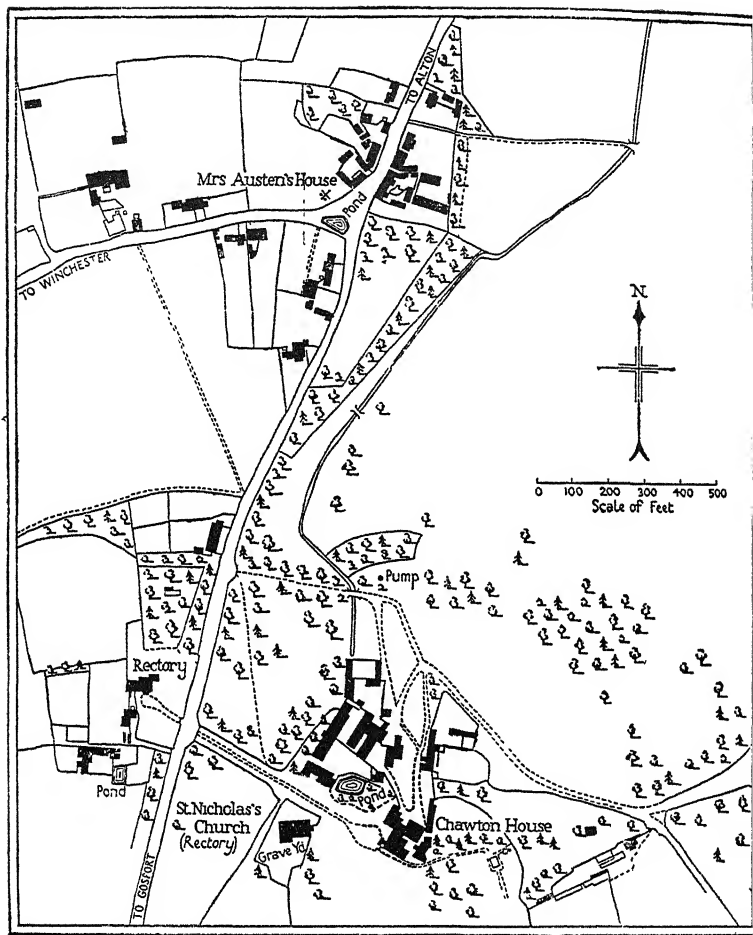 TO ALTON
Mrs Austen's House
Pond
TO WINCHESTER
N.
0 100 200 300 400 500
Scale of Feet
Pump
Rectory
Pond
Pond
St. Nicholas's
Church
(Rectory)
Grave Yd.
Chawton House
TO GOSPORT